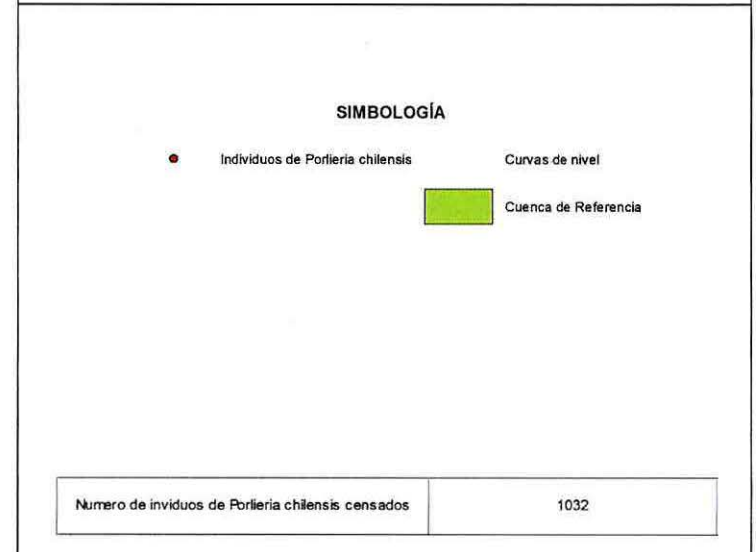 SIMBOLOGÍA
Individuos de Porlieria chilensis
Curvas de nivel
Cuenca de Referencia
Numero de inviduos de Porlieria chilensis censados
1032